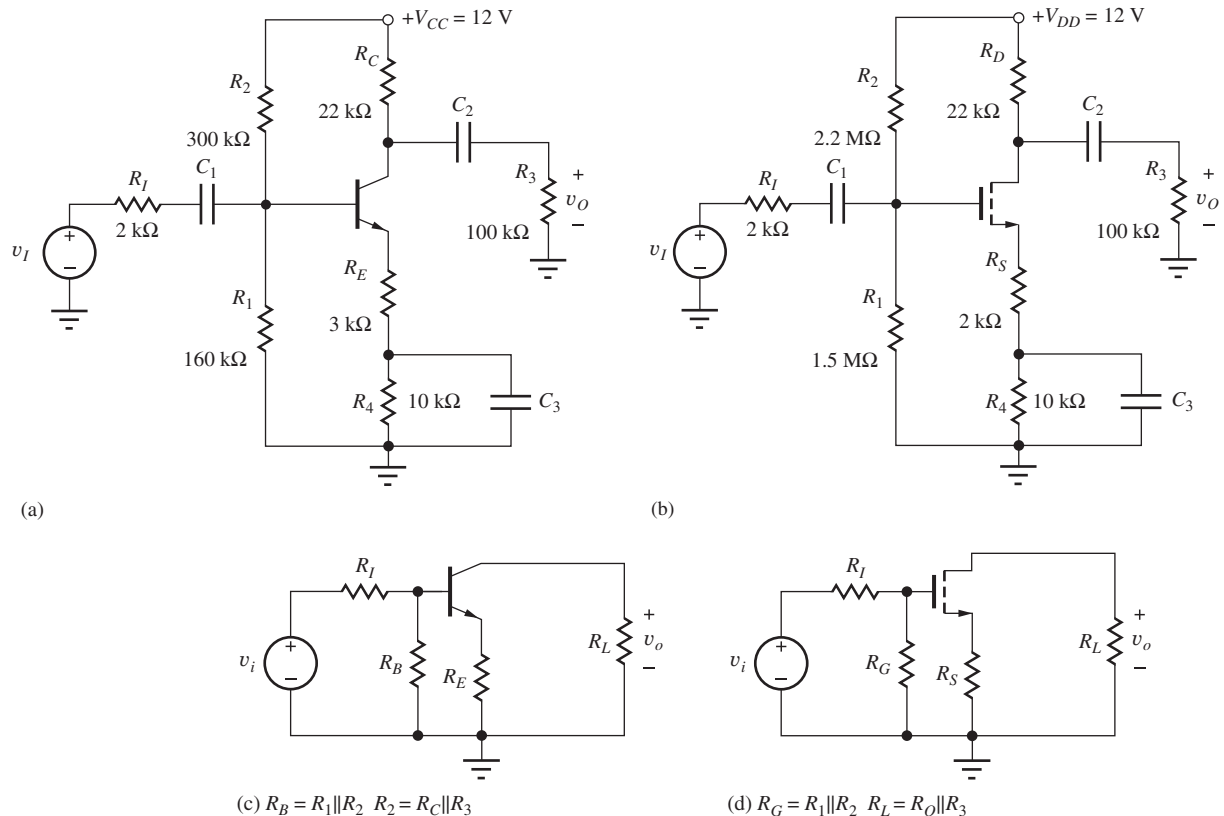 +V_CC = 12 V
R_C
22 kΩ
R_2
300 kΩ
C_2
C_1
R_I
2 kΩ
v_I
+
−
R_3
100 kΩ
+
v_O
−
R_E
3 kΩ
R_1
160 kΩ
R_4
10 kΩ
C_3
(a)
+V_DD = 12 V
R_D
22 kΩ
R_2
2.2 MΩ
C_2
C_1
R_I
2 kΩ
v_I
+
−
R_3
100 kΩ
+
v_O
−
R_S
2 kΩ
R_1
1.5 MΩ
R_4
10 kΩ
C_3
(b)
R_I
v_i
+
−
R_B
R_E
R_L
+
v_o
−
(c) R_B = R_1||R_2 R_2 = R_C||R_3
R_I
v_i
+
−
R_G
R_S
R_L
+
v_o
−
(d) R_G = R_1||R_2 R_L = R_O||R_3